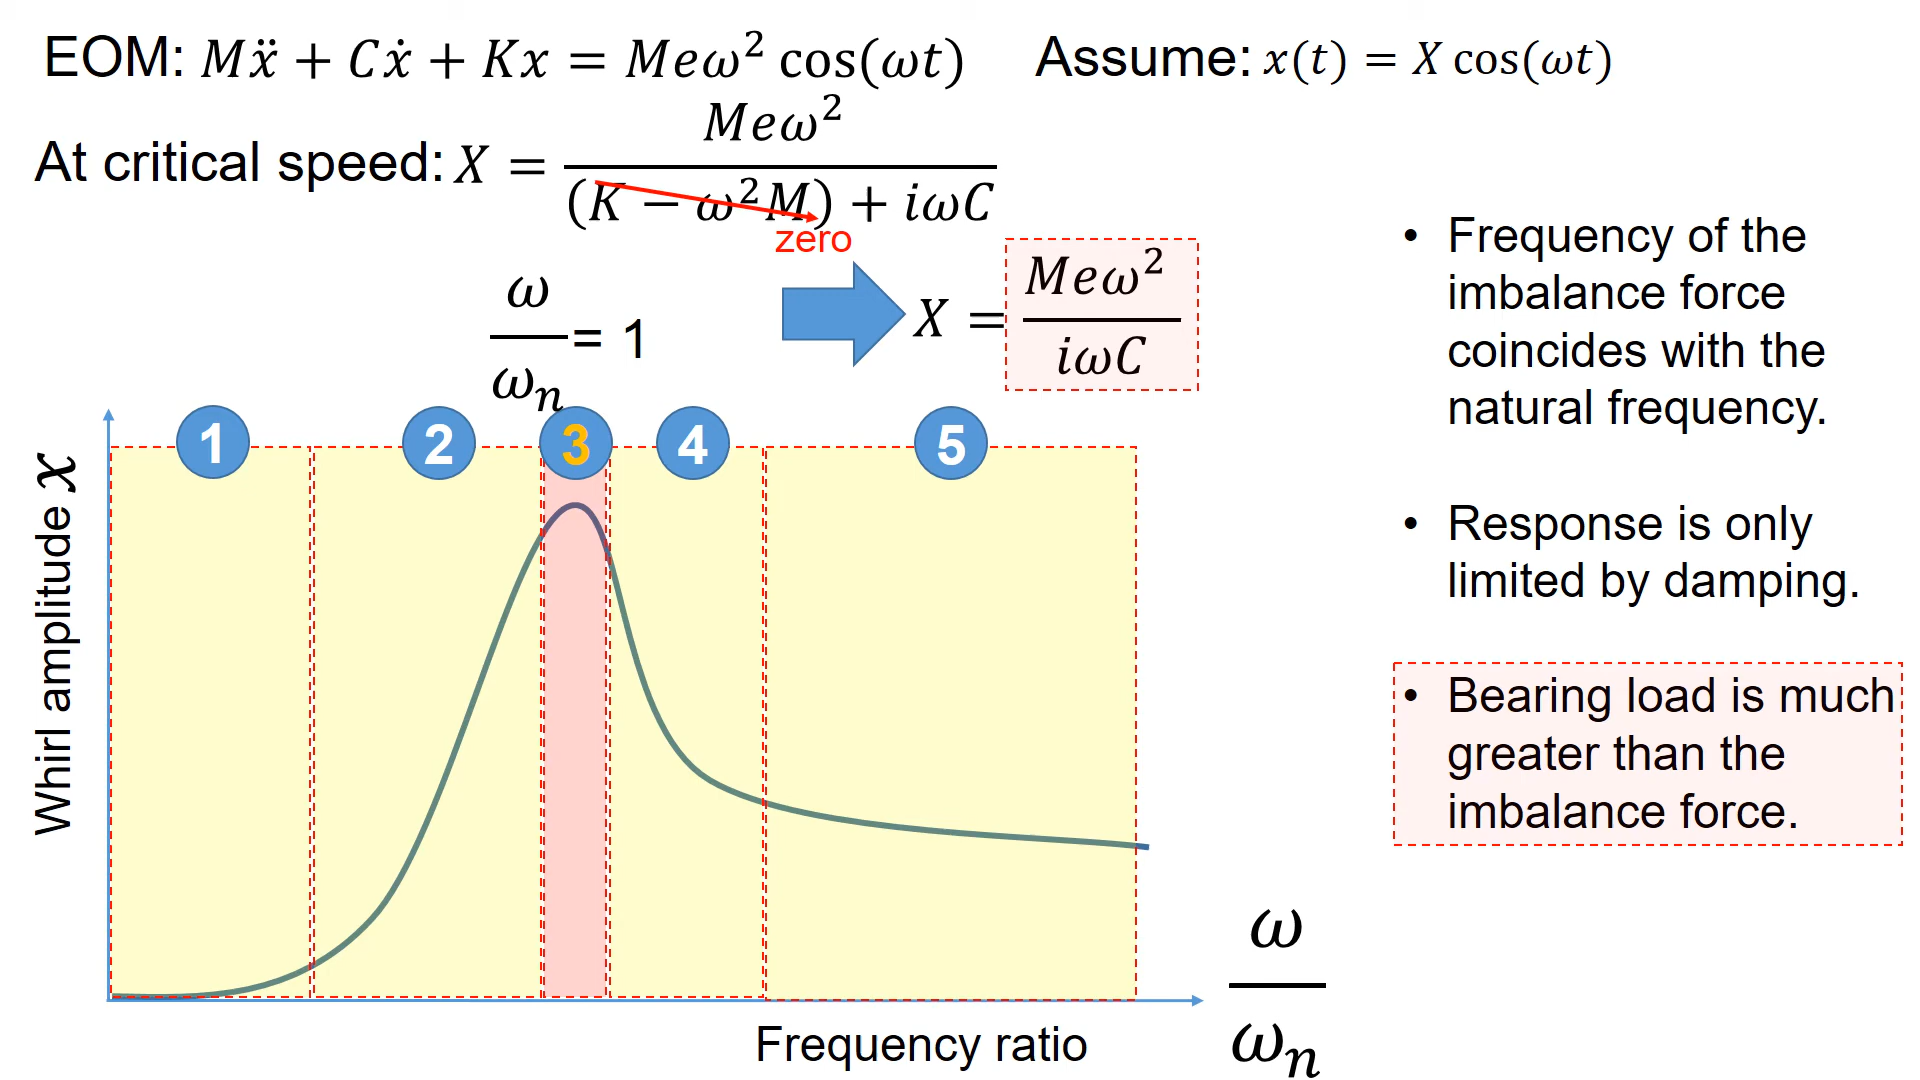 EOM: Mẍ + Cẋ + Kx = Meω² cos(ωt)
Assume: x(t) = X cos(ωt)
At critical speed: X = Meω² / ((K − ω²M) + iωC)
zero
ω/ωₙ = 1
X = Meω² / iωC
1 2 3 4 5
Whirl amplitude x
Frequency ratio
ω/ωₙ
• Frequency of the
imbalance force
coincides with the
natural frequency.
• Response is only
limited by damping.
• Bearing load is much
greater than the
imbalance force.